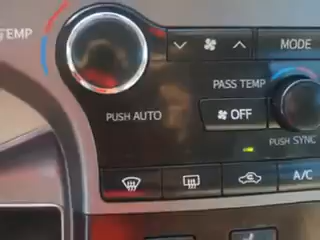 TEMP
MODE
PASS TEMP
OFF
PUSH AUTO
PUSH SYNC
A/C